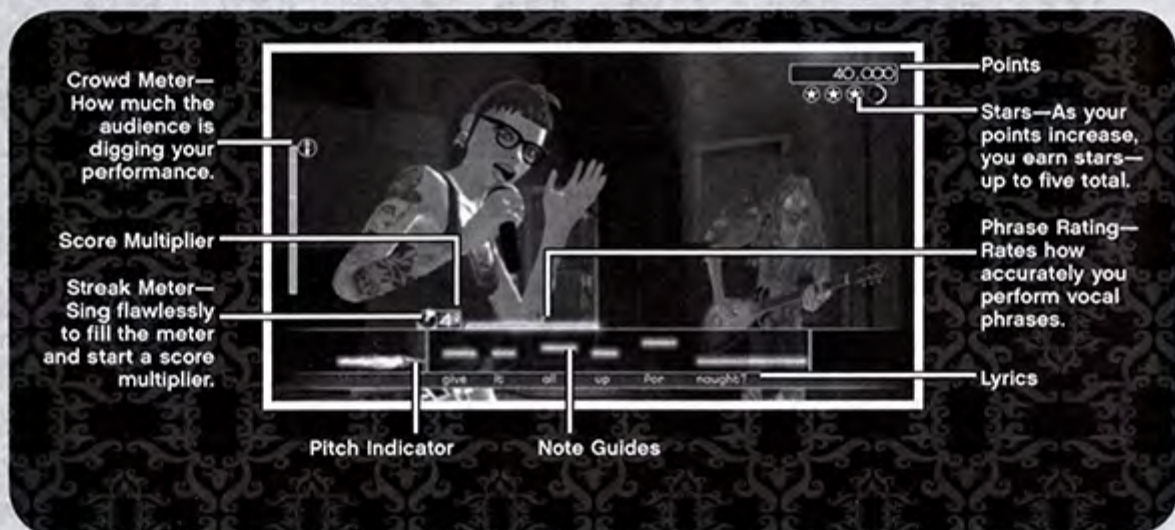 Crowd Meter—
How much the
audience is
digging your
performance.
Score Multiplier
Streak Meter—
Sing flawlessly
to fill the meter
and start a score
multiplier.
40,000
4x
give it all up for naught?
Pitch Indicator
Note Guides
Points
Stars—As your
points increase,
you earn stars—
up to five total.
Phrase Rating—
Rates how
accurately you
perform vocal
phrases.
Lyrics